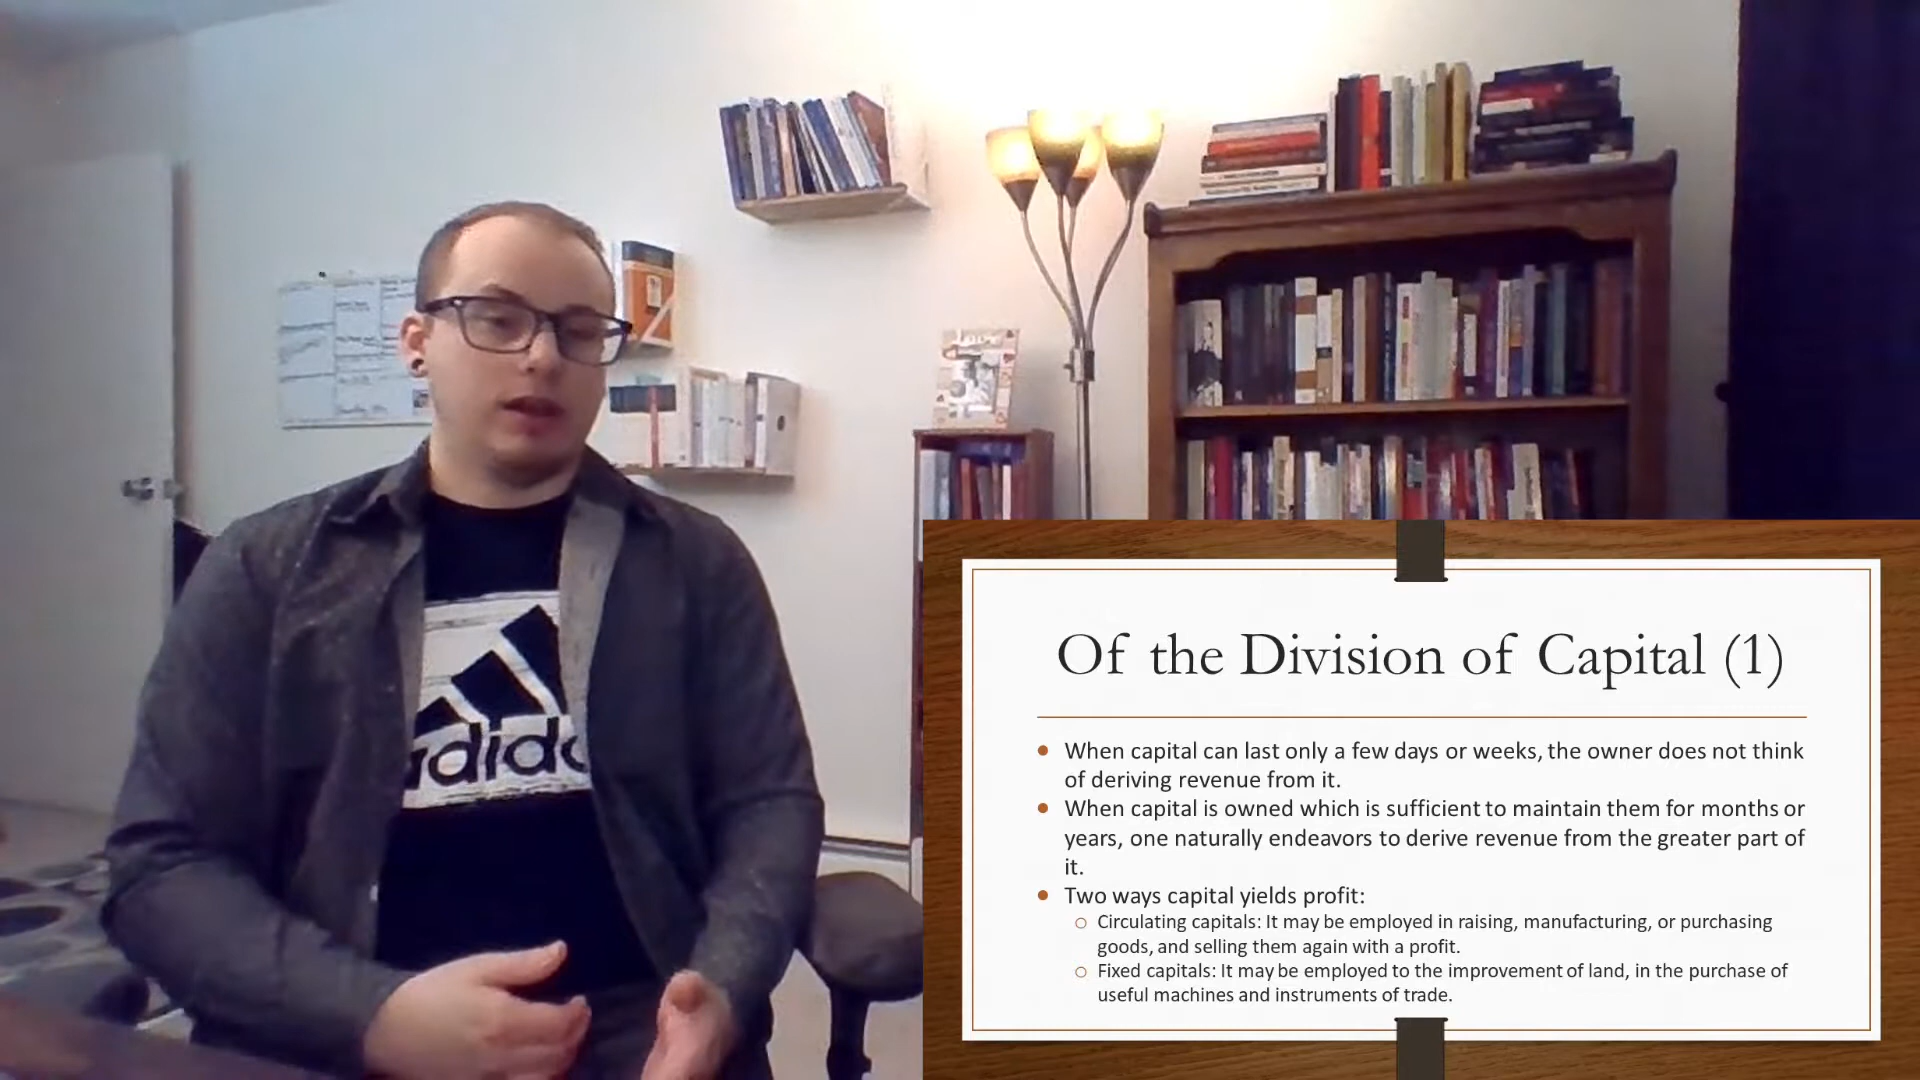 adidas
Of the Division of Capital (1)
• When capital can last only a few days or weeks, the owner does not think
of deriving revenue from it.
• When capital is owned which is sufficient to maintain them for months or
years, one naturally endeavors to derive revenue from the greater part of
it.
• Two ways capital yields profit:
○ Circulating capitals: It may be employed in raising, manufacturing, or purchasing
goods, and selling them again with a profit.
○ Fixed capitals: It may be employed to the improvement of land, in the purchase of
useful machines and instruments of trade.